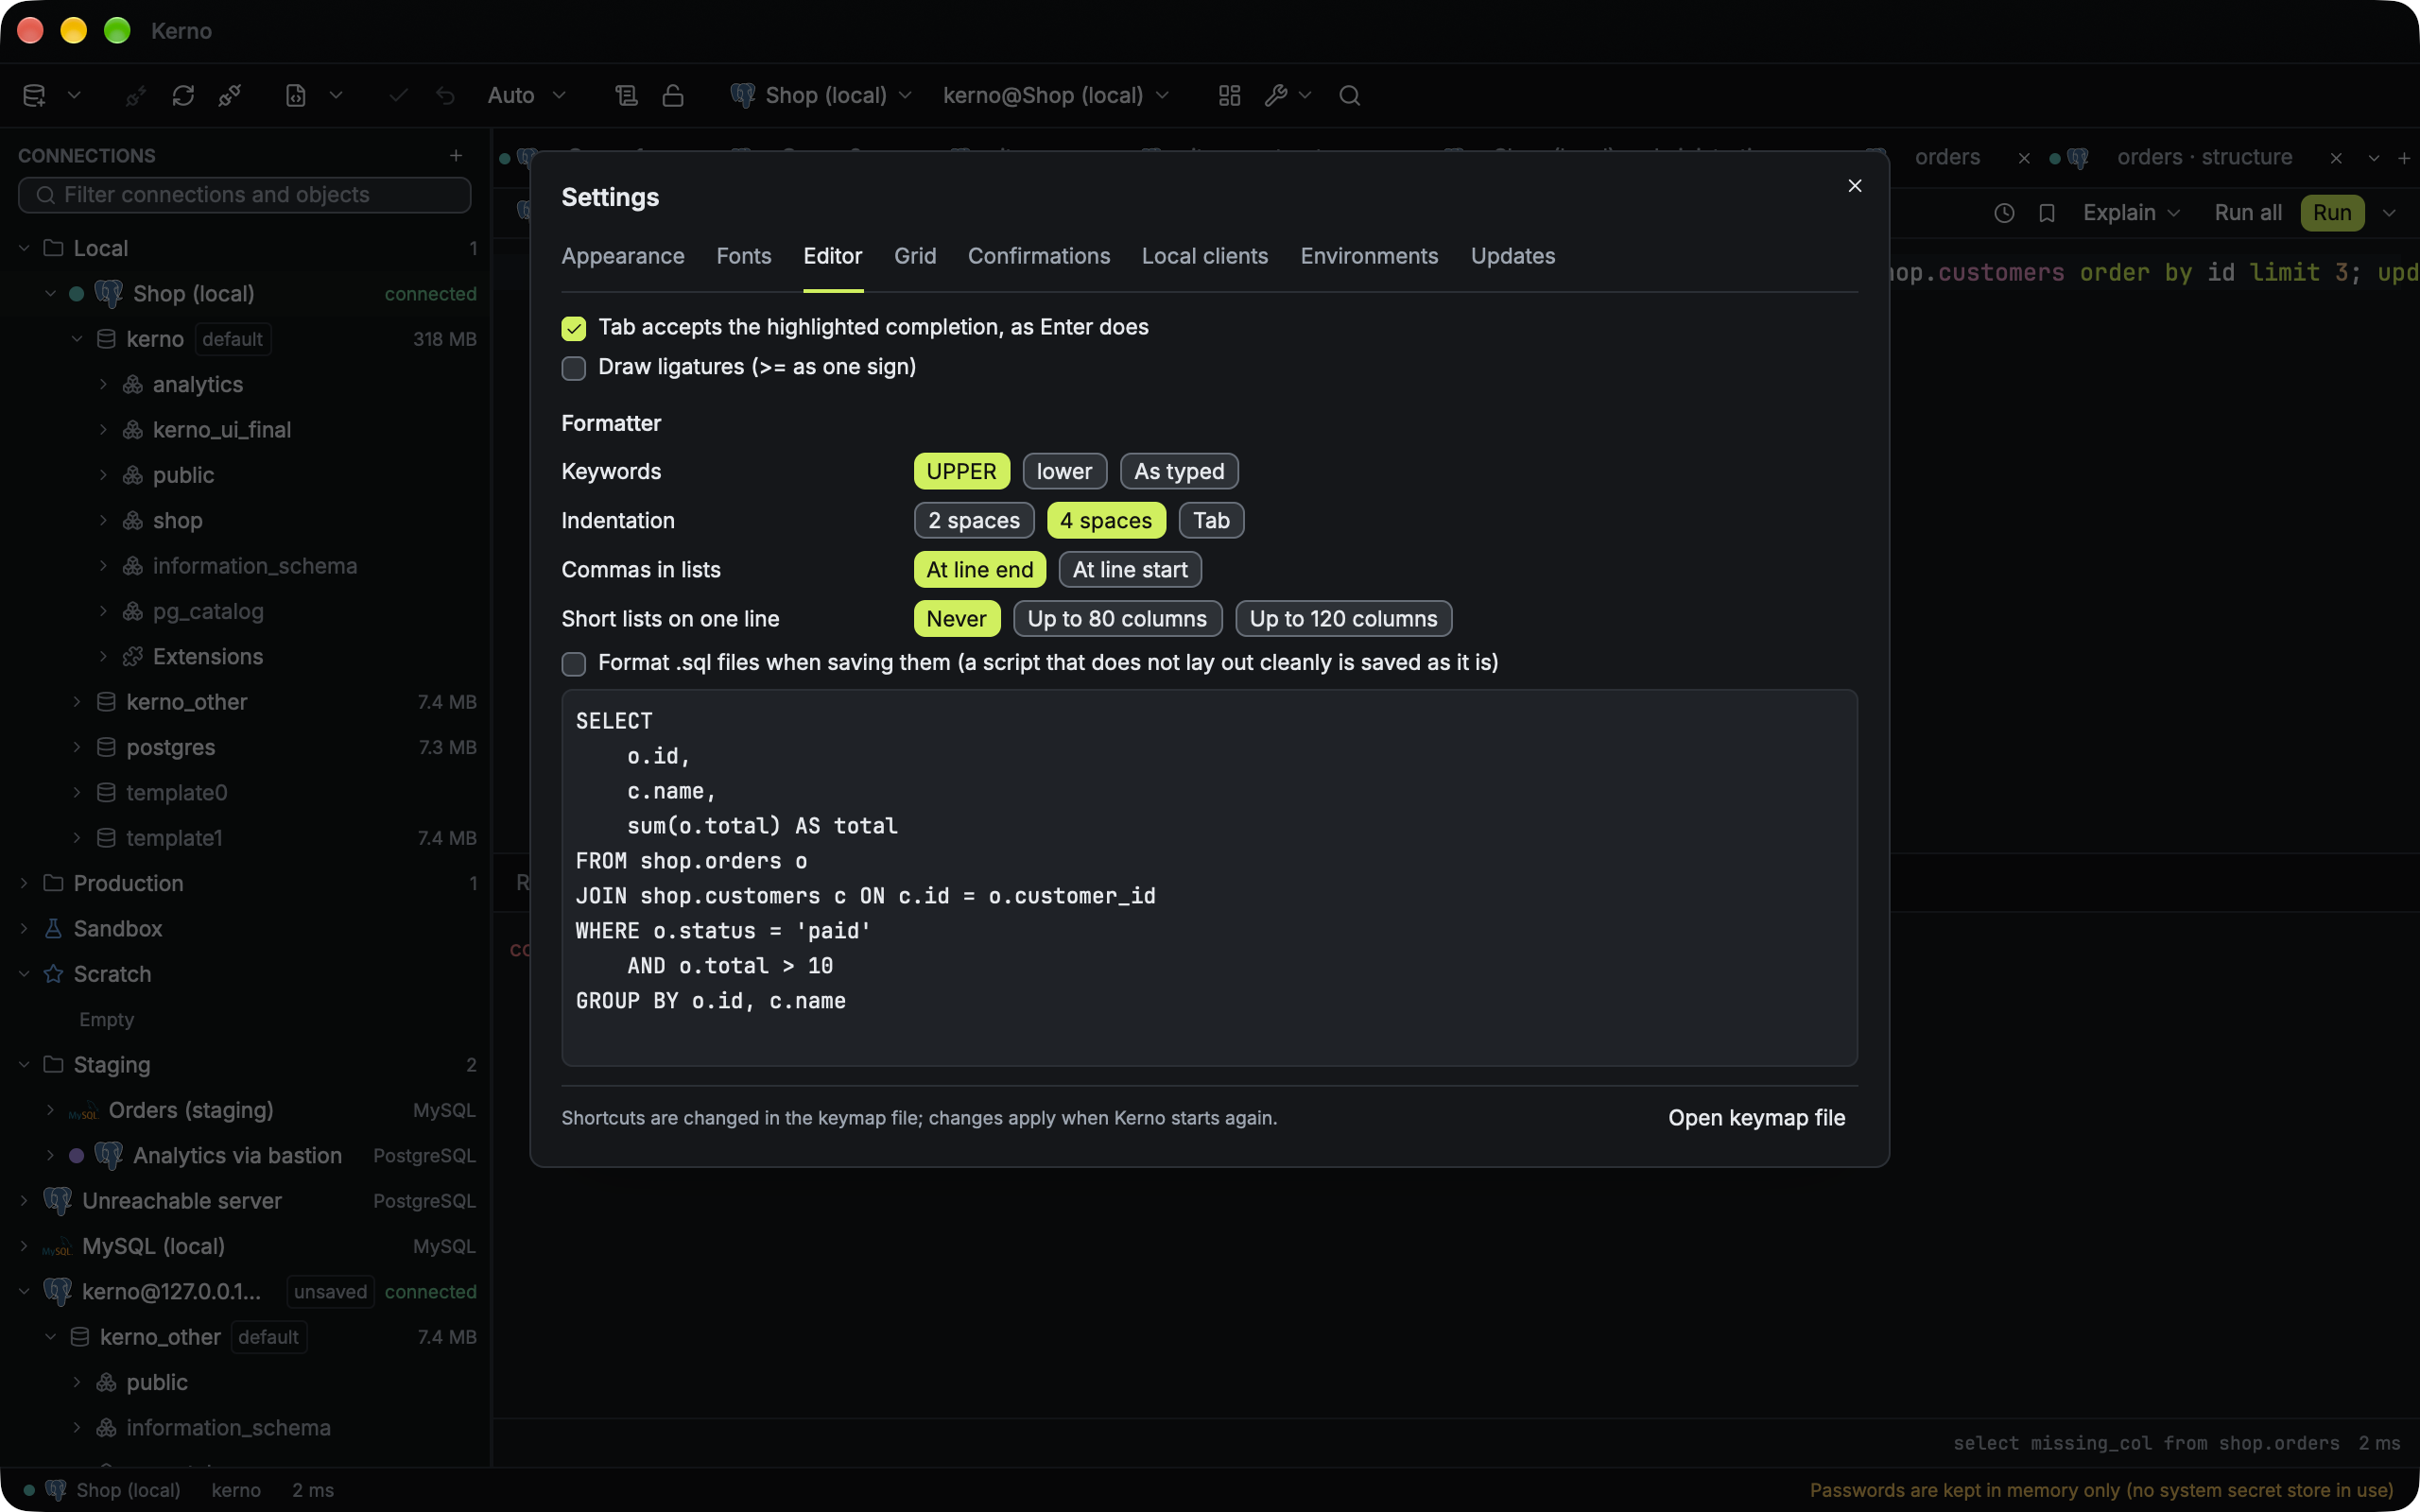 Kerno
Auto
Shop (local)
kerno@Shop (local)
CONNECTIONS
Filter connections and objects
Local 1
Shop (local) connected
kerno default 318 MB
analytics
kerno_ui_final
public
shop
information_schema
pg_catalog
Extensions
kerno_other 7.4 MB
postgres 7.3 MB
template0
template1 7.4 MB
Production 1
Sandbox
Scratch
Empty
Staging 2
MySQL Orders (staging) MySQL
Analytics via bastion PostgreSQL
Unreachable server PostgreSQL
MySQL MySQL (local) MySQL
kerno@127.0.0.1... unsaved connected
kerno_other default 7.4 MB
public
information_schema
orders
orders · structure
Explain Run all Run
.customers order by id limit 3;
Settings
Appearance Fonts Editor Grid Confirmations Local clients Environments Updates
Tab accepts the highlighted completion, as Enter does
Draw ligatures (>= as one sign)
Formatter
Keywords UPPER lower As typed
Indentation 2 spaces 4 spaces Tab
Commas in lists At line end At line start
Short lists on one line Never Up to 80 columns Up to 120 columns
Format .sql files when saving them (a script that does not lay out cleanly is saved as it is)
SELECT
o.id,
c.name,
sum(o.total) AS total
FROM shop.orders o
JOIN shop.customers c ON c.id = o.customer_id
WHERE o.status = 'paid'
AND o.total > 10
GROUP BY o.id, c.name
Shortcuts are changed in the keymap file; changes apply when Kerno starts again.
Open keymap file
select missing_col from shop.orders 2 ms
Shop (local) kerno 2 ms
Passwords are kept in memory only (no system secret store in use)